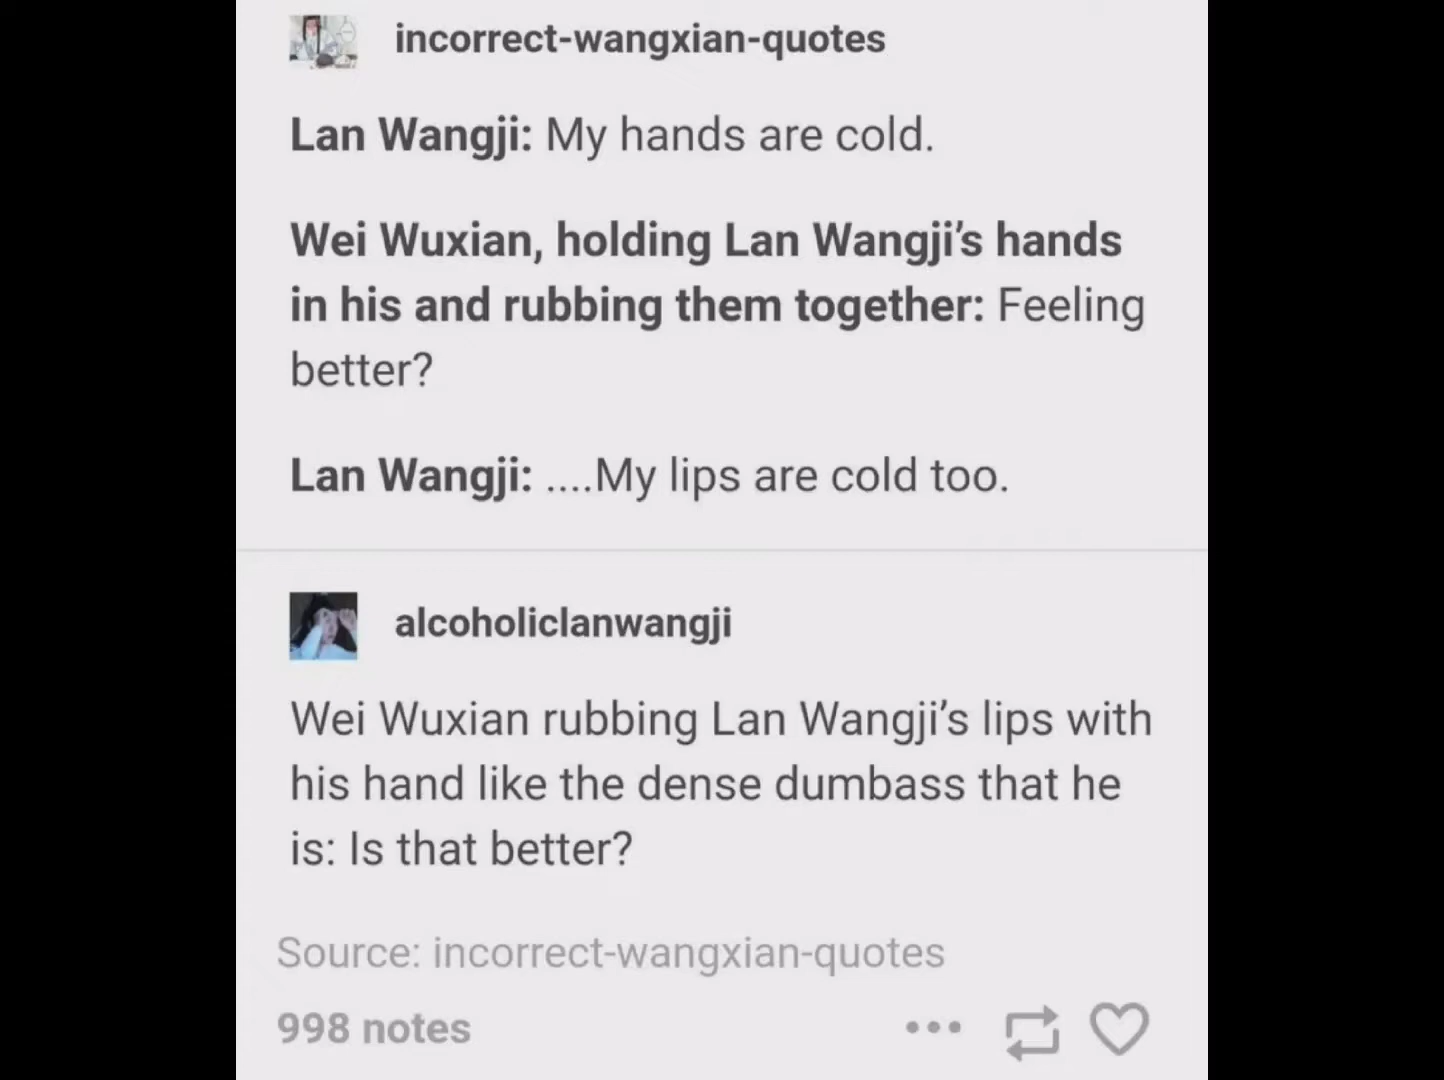 incorrect-wangxian-quotes
Lan Wangji: My hands are cold.
Wei Wuxian, holding Lan Wangji’s hands
in his and rubbing them together: Feeling
better?
Lan Wangji: ....My lips are cold too.
alcoholiclanwangji
Wei Wuxian rubbing Lan Wangji’s lips with
his hand like the dense dumbass that he
is: Is that better?
Source: incorrect-wangxian-quotes
998 notes